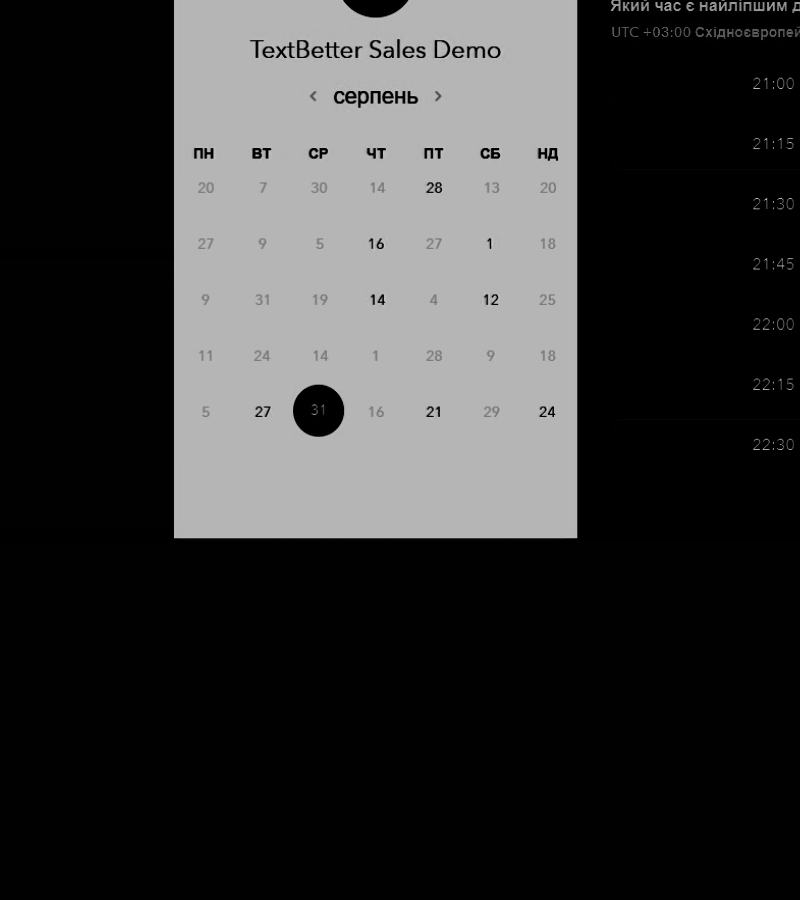 TextBetter Sales Demo
‹ серпень ›
ПН ВТ СР ЧТ ПТ СБ НД
20 7 30 14 28 13 20
27 9 5 16 27 1 18
9 31 19 14 4 12 25
11 24 14 1 28 9 18
5 27 31 16 21 29 24
Який час є найліпшим д
UTC +03:00 Східноєвропей
21:00
21:15
21:30
21:45
22:00
22:15
22:30